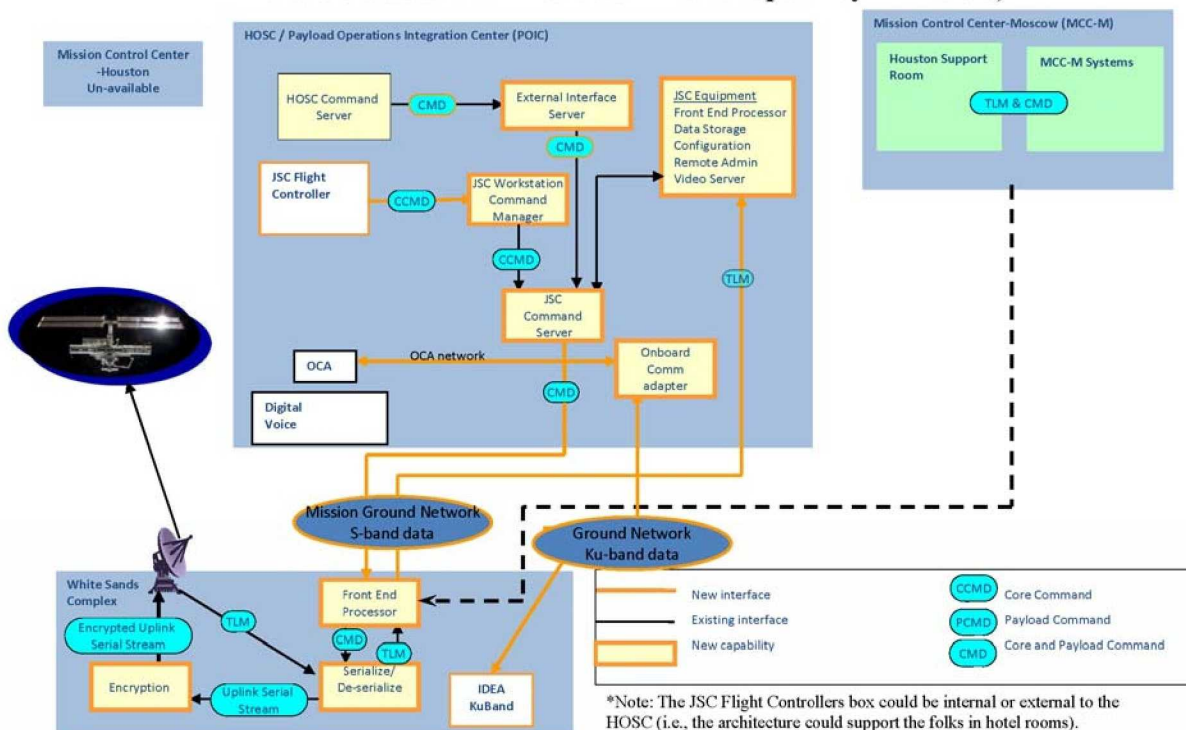 Mission Control Center
-Houston
Un-available
HOSC / Payload Operations Integration Center (POIC)
HOSC Command
Server
CMD
External Interface
Server
CMD
JSC Equipment
Front End Processor
Data Storage
Configuration
Remote Admin
Video Server
JSC Flight
Controller
CCMD
JSC Workstation
Command
Manager
CCMD
TLM
JSC
Command
Server
OCA
OCA network
Onboard
Comm
adapter
CMD
Digital
Voice
Mission Control Center-Moscow (MCC-M)
Houston Support
Room
MCC-M Systems
TLM & CMD
Mission Ground Network
S-band data
Ground Network
Ku-band data
White Sands
Complex
Front End
Processor
Encrypted Uplink
Serial Stream
TLM
CMD
TLM
Encryption
Uplink Serial
Stream
Serialize/
De-serialize
IDEA
KuBand
New interface
Existing interface
New capability
CCMD
Core Command
PCMD
Payload Command
CMD
Core and Payload Command
*Note: The JSC Flight Controllers box could be internal or external to the
HOSC (i.e., the architecture could support the folks in hotel rooms).